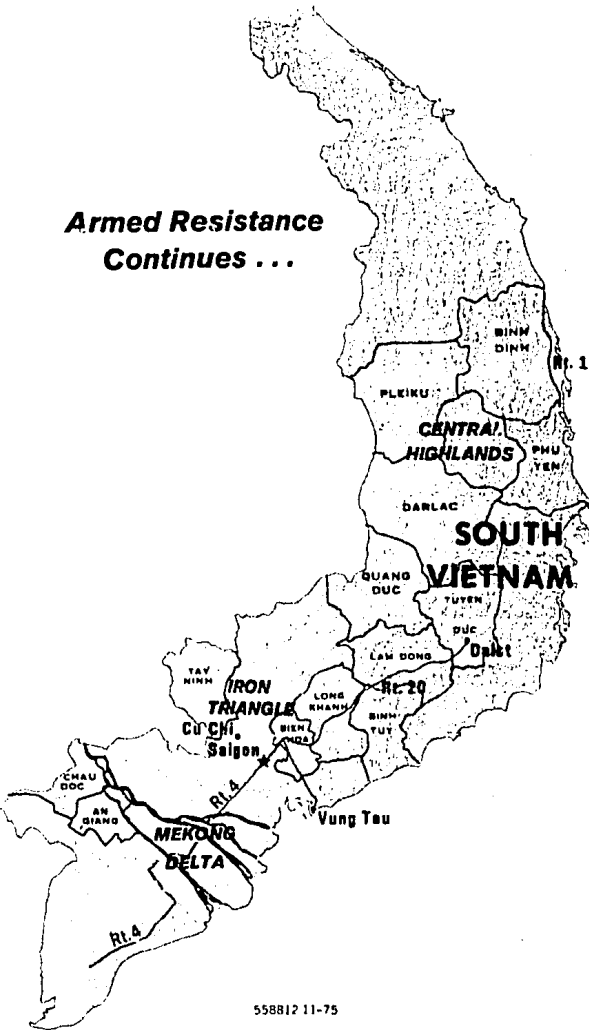 Armed Resistance
Continues . . .
BINH
DINH
Rt. 1
PLEIKU
CENTRAL
HIGHLANDS
PHU
YEN
DARLAC
SOUTH
VIETNAM
QUANG
DUC
TUYEN
DUC
Dalat
LAM DONG
Rt. 20
TAY
NINH
IRON
TRIANGLE
LONG
KHANH
BINH
TUY
Cu Chi
BIEN
HOA
Saigon
CHAU
DOC
Rt.4
AN
GIANG
Vung Tau
MEKONG
DELTA
Rt.4
558812 11-75